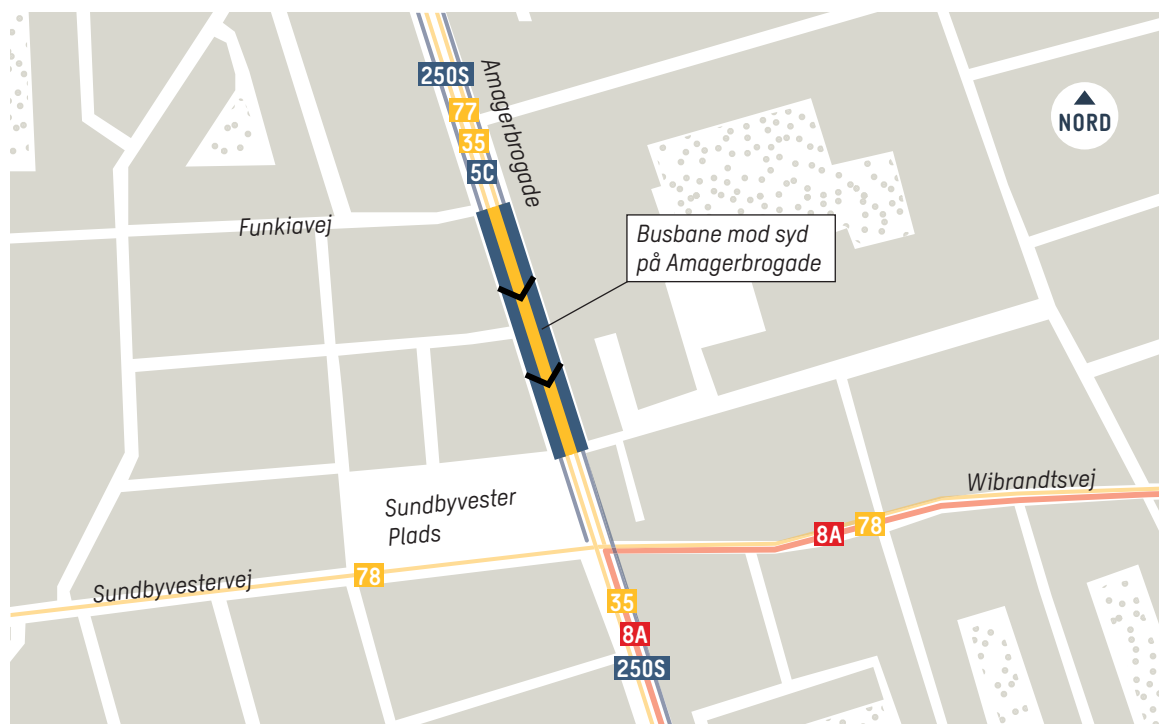 250S
Amagerbrogade
77
35
5C
NORD
Funkiavej
Busbane mod syd
på Amagerbrogade
Sundbyvester
Plads
Wibrandtsvej
8A
78
Sundbyvestervej
78
35
8A
250S